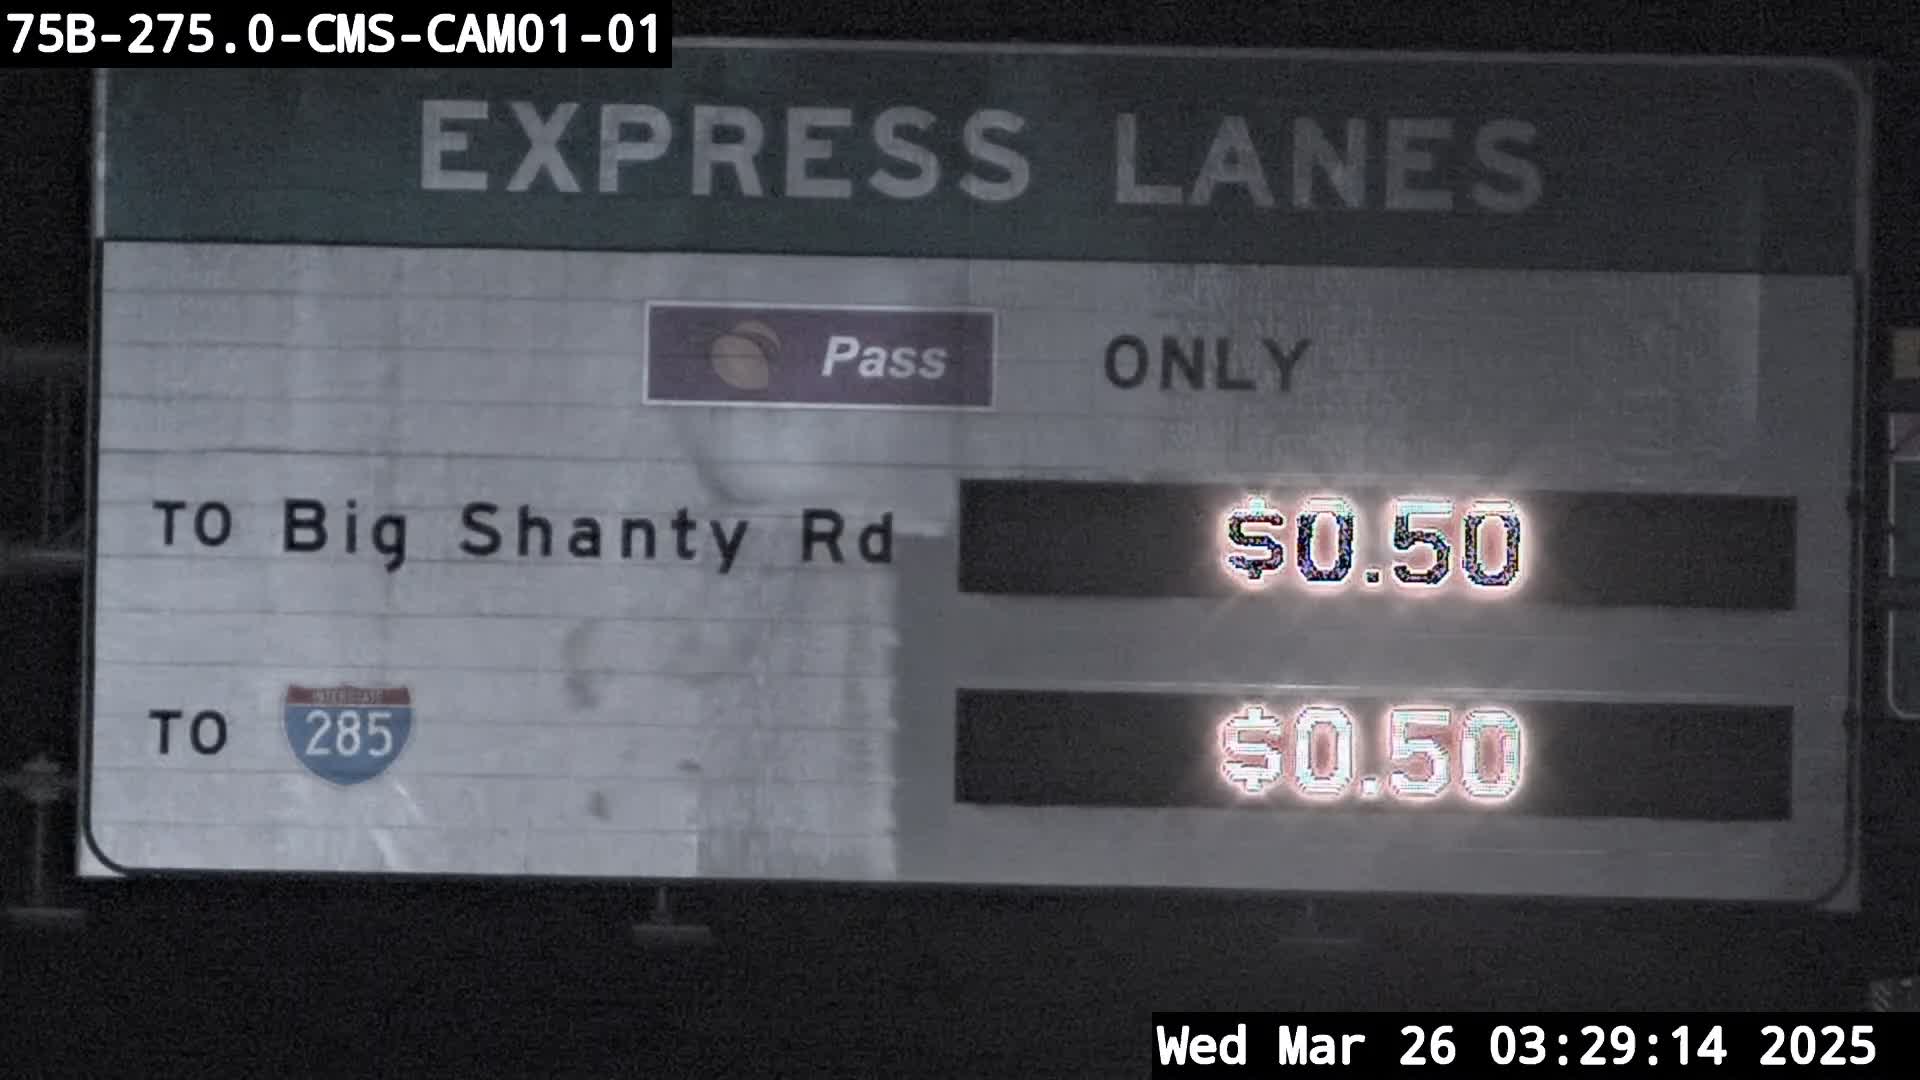 75B-275.0-CMS-CAM01-01
EXPRESS LANES
Pass ONLY
TO Big Shanty Rd $0.50
INTERSTATE
TO 285 $0.50
Wed Mar 26 03:29:14 2025